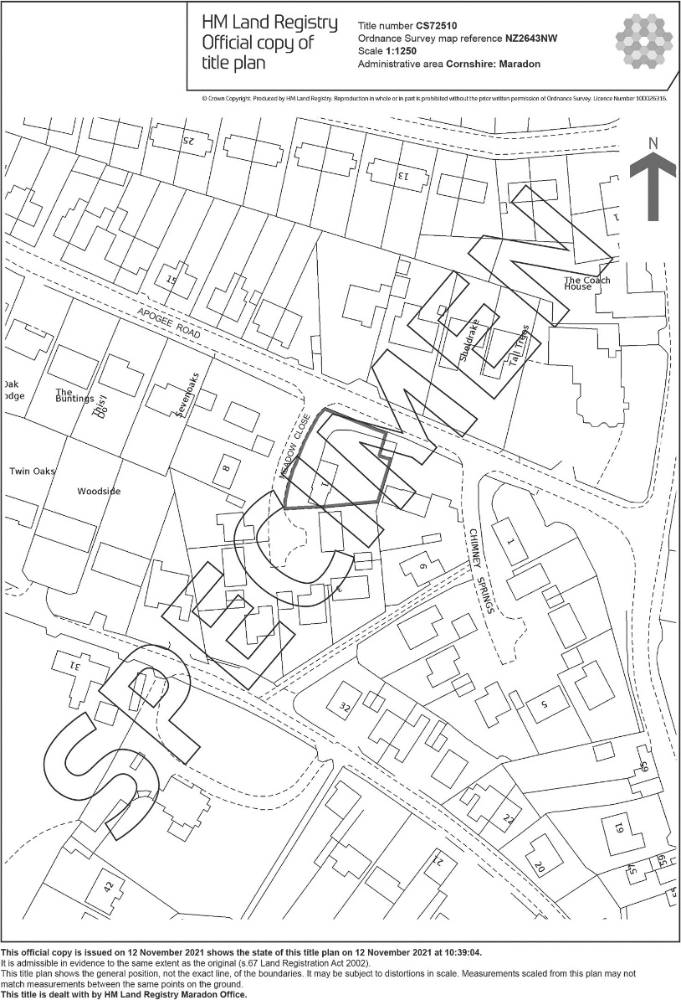 HM Land Registry
Official copy of
title plan
Title number CS72510
Ordnance Survey map reference NZ2643NW
Scale 1:1250
Administrative area Cornshire: Maradon
© Crown Copyright. Produced by HM Land Registry. Reproduction in whole or in part is prohibited without the prior written permission of Ordnance Survey. Licence Number 100026316.
N
25
13
1
The Coach
House
15
APOGEE ROAD
Sheldrake
Tall Trees
Oak
odge
The
Buntings
This'l
Do
Sevenoaks
MEADOW CLOSE
Twin Oaks
8
1
Woodside
CHIMNEY SPRINGS
1
6
3
31
32
5
65
22
61
20
21
57
59
42
SPECIMEN
This official copy is issued on 12 November 2021 shows the state of this title plan on 12 November 2021 at 10:39:04.
It is admissible in evidence to the same extent as the original (s.67 Land Registration Act 2002).
This title plan shows the general position, not the exact line, of the boundaries. It may be subject to distortions in scale. Measurements scaled from this plan may not
match measurements between the same points on the ground.
This title is dealt with by HM Land Registry Maradon Office.